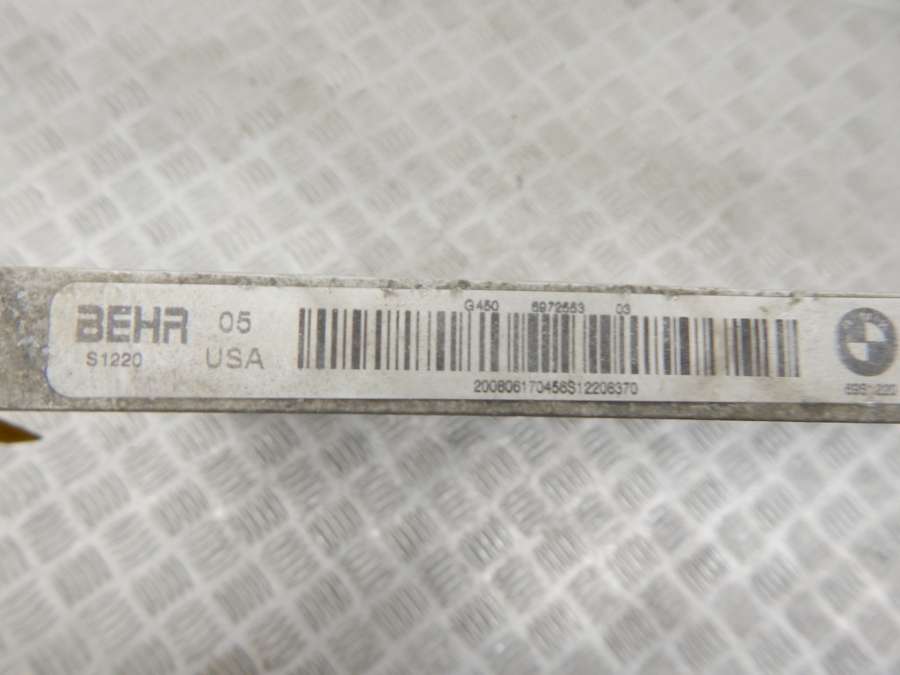 BEHR 05
S1220 USA
G450 6972553 03
200806170456S12206370